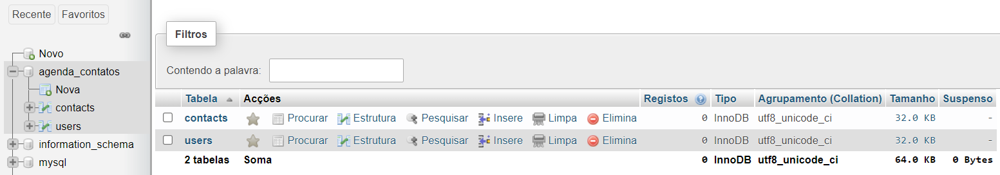 Recente Favoritos
Novo
agenda_contatos
Nova
contacts
users
information_schema
mysql
Filtros
Contendo a palavra:
Tabela Acções Registos Tipo Agrupamento (Collation) Tamanho Suspenso
contacts Procurar Estrutura Pesquisar Insere Limpa Elimina 0 InnoDB utf8_unicode_ci 32.0 KB -
users Procurar Estrutura Pesquisar Insere Limpa Elimina 0 InnoDB utf8_unicode_ci 32.0 KB -
2 tabelas Soma 0 InnoDB utf8_unicode_ci 64.0 KB 0 Bytes